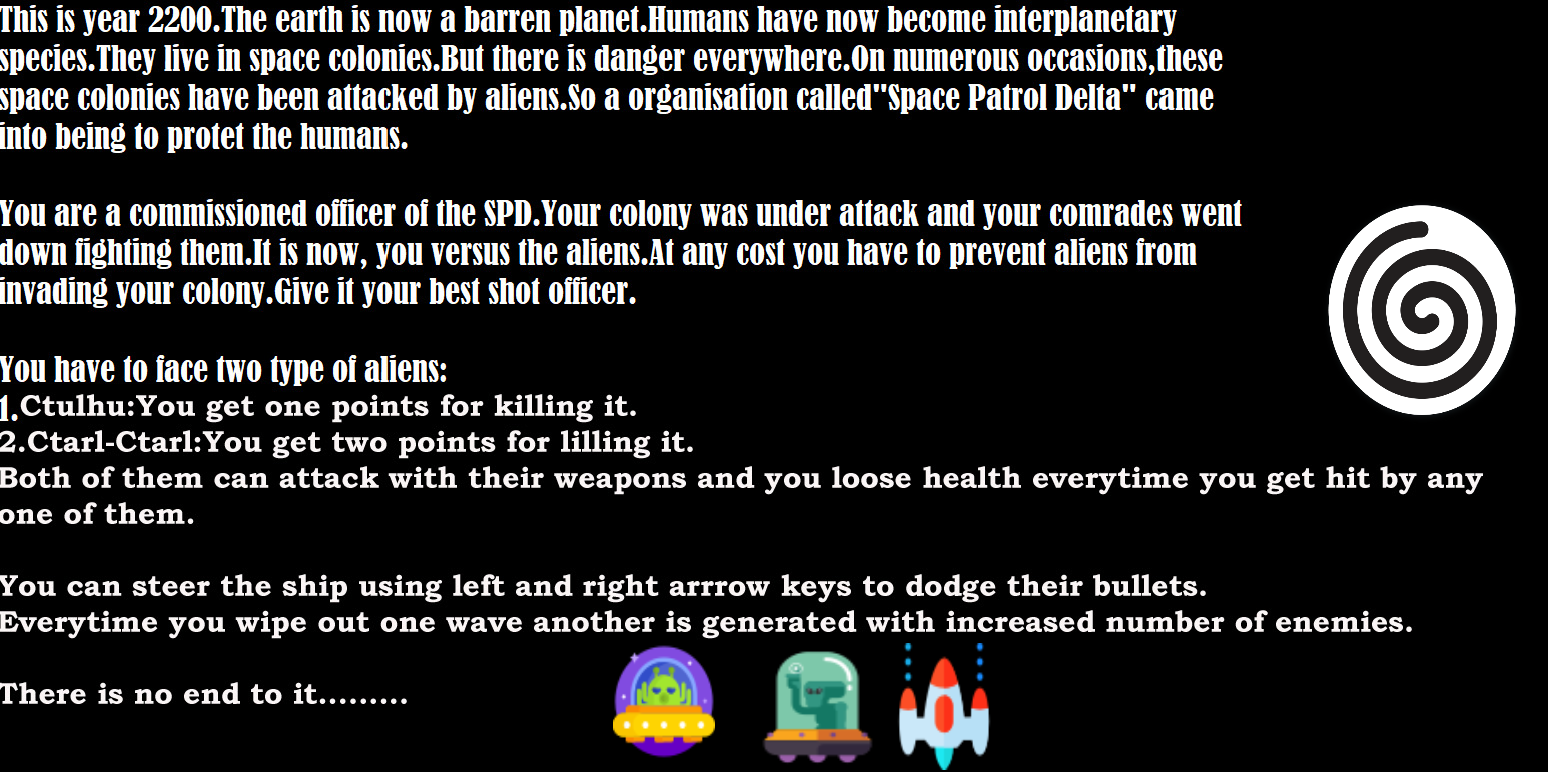 This is year 2200.The earth is now a barren planet.Humans have now become interplanetary
species.They live in space colonies.But there is danger everywhere.On numerous occasions,these
space colonies have been attacked by aliens.So a organisation called"Space Patrol Delta" came
into being to protet the humans.
You are a commissioned officer of the SPD.Your colony was under attack and your comrades went
down fighting them.It is now, you versus the aliens.At any cost you have to prevent aliens from
invading your colony.Give it your best shot officer.
You have to face two type of aliens:
1.Ctulhu:You get one points for killing it.
2.Ctarl-Ctarl:You get two points for lilling it.
Both of them can attack with their weapons and you loose health everytime you get hit by any
one of them.
You can steer the ship using left and right arrrow keys to dodge their bullets.
Everytime you wipe out one wave another is generated with increased number of enemies.
There is no end to it.........